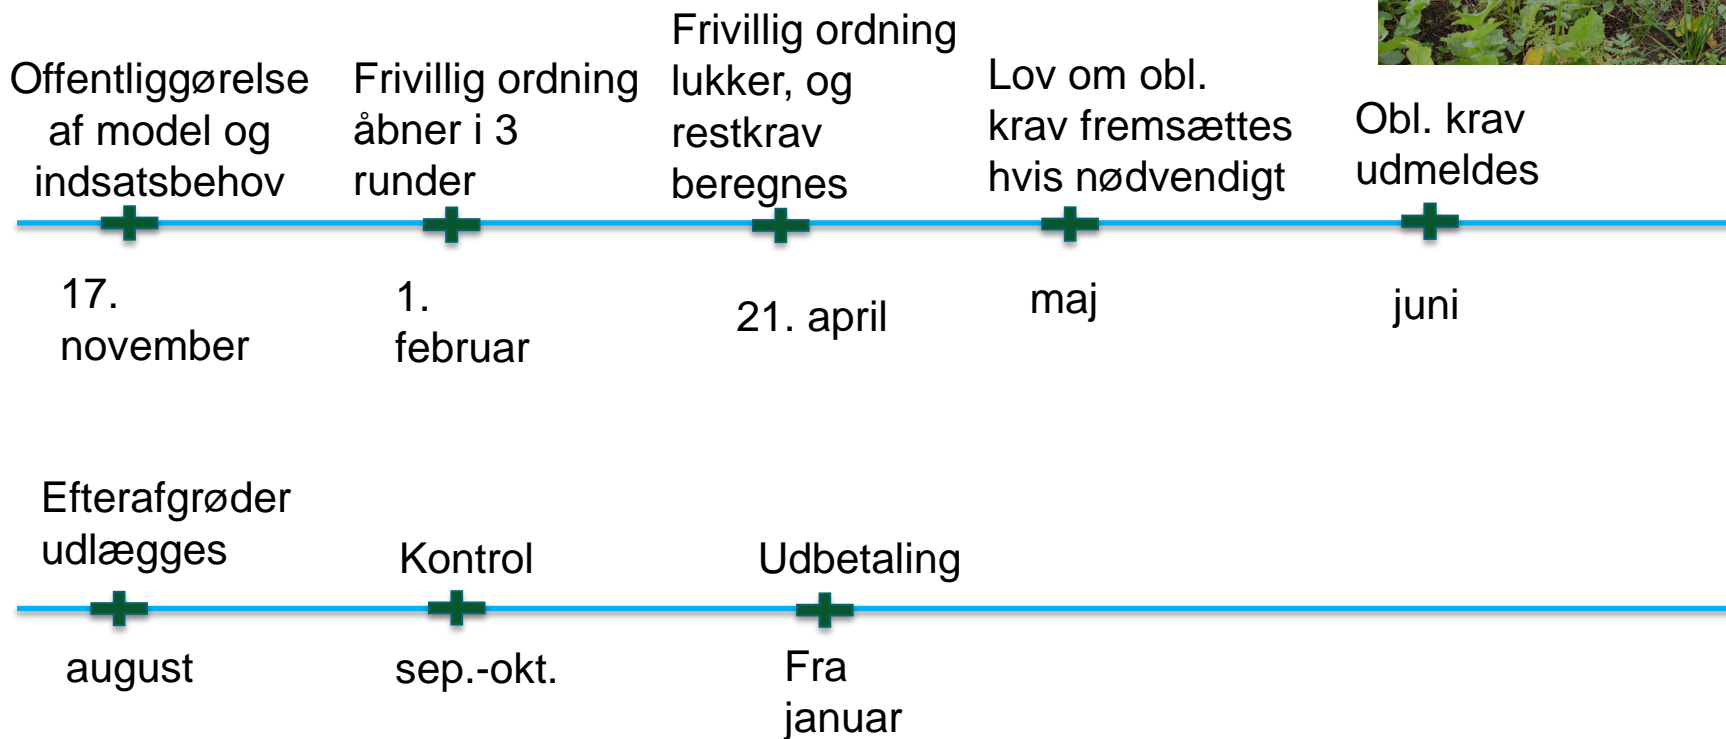 Offentliggørelse
af model og
indsatsbehov
17.
november
Frivillig ordning
åbner i 3
runder
1.
februar
Frivillig ordning
lukker, og
restkrav
beregnes
21. april
Lov om obl.
krav fremsættes
hvis nødvendigt
maj
Obl. krav
udmeldes
juni
Efterafgrøder
udlægges
august
Kontrol
sep.-okt.
Udbetaling
Fra
januar